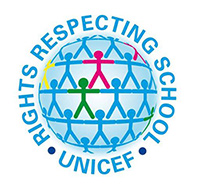 RIGHTS RESPECTING SCHOOL
• UNICEF •